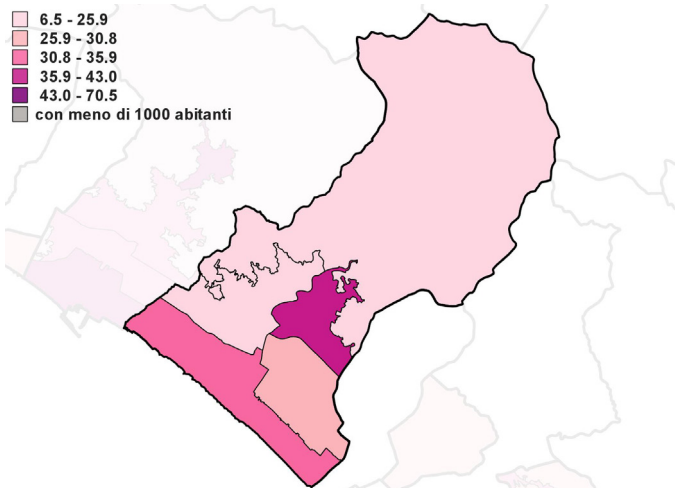 6.5 - 25.9
25.9 - 30.8
30.8 - 35.9
35.9 - 43.0
43.0 - 70.5
con meno di 1000 abitanti